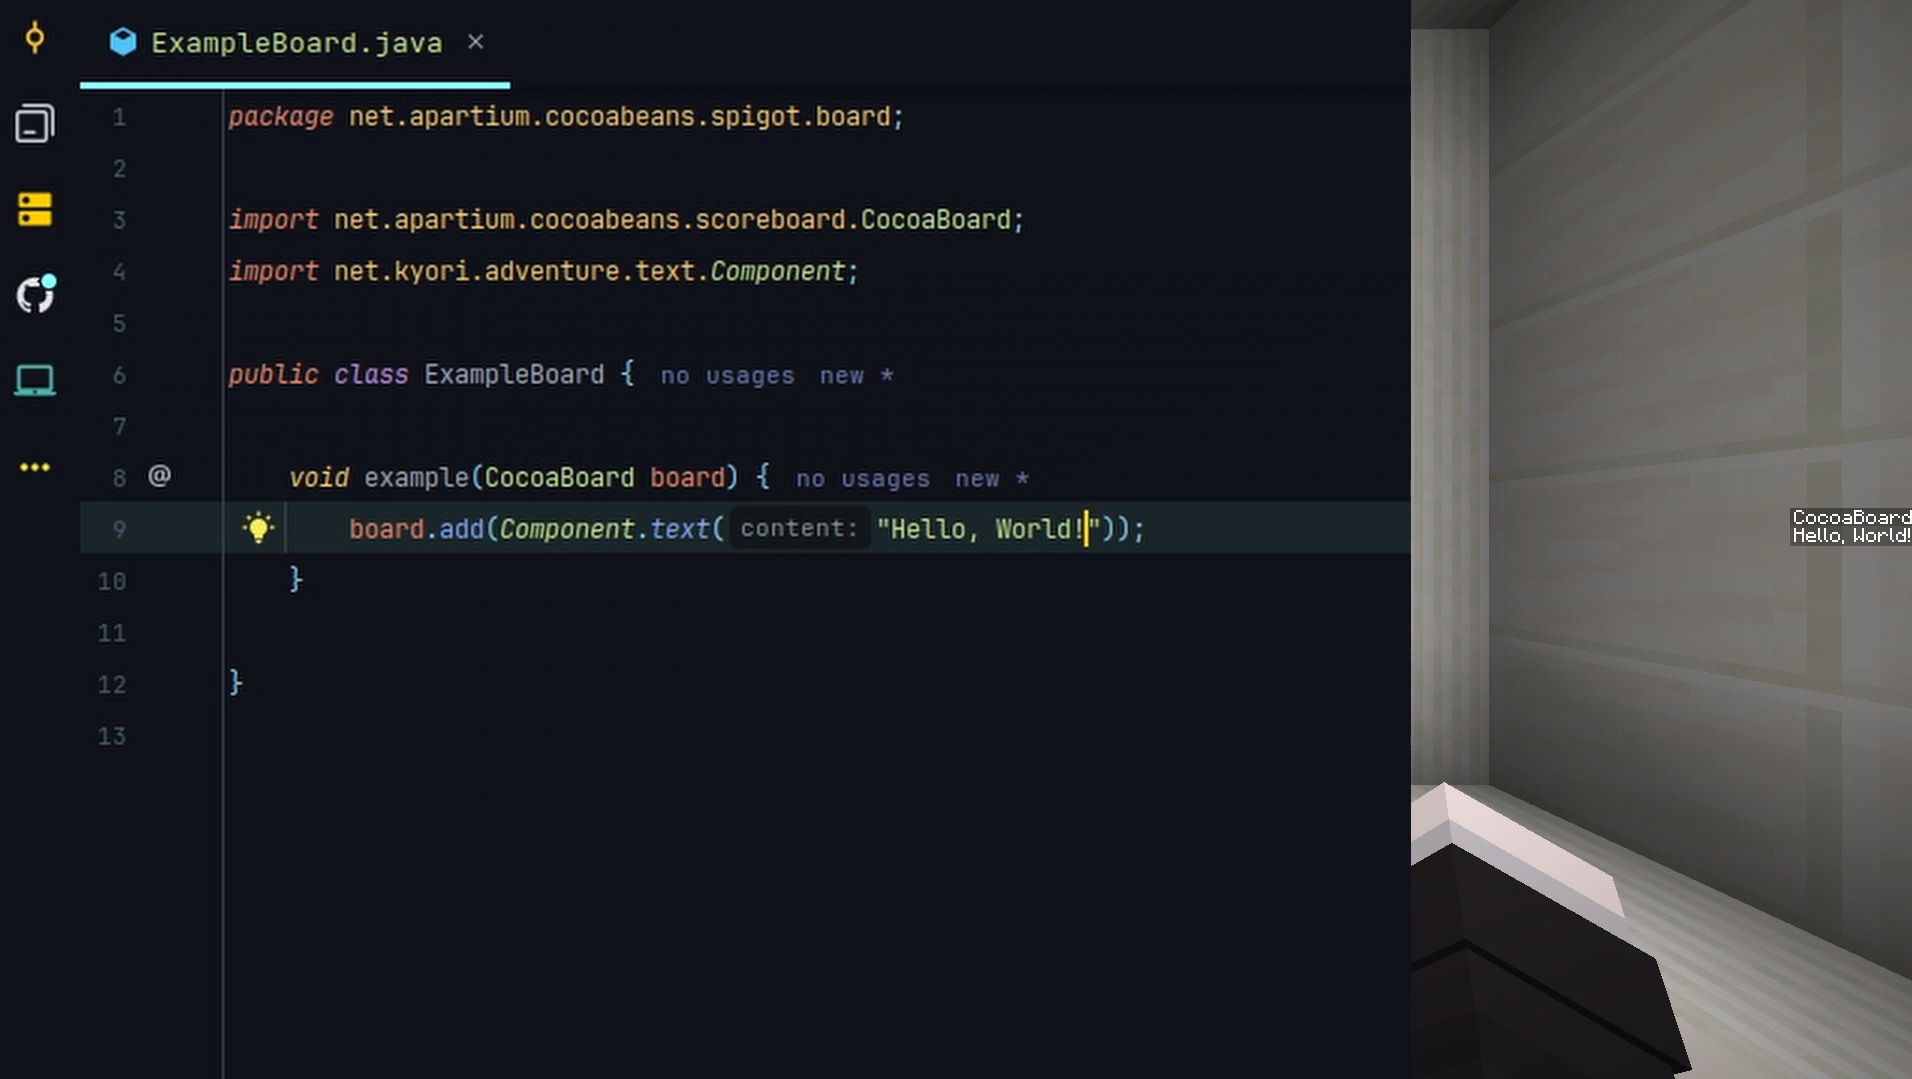 ExampleBoard.java ×
1 package net.apartium.cocoabeans.spigot.board;
2
3 import net.apartium.cocoabeans.scoreboard.CocoaBoard;
4 import net.kyori.adventure.text.Component;
5
6 public class ExampleBoard { no usages new *
7
8 @ void example(CocoaBoard board) { no usages new *
9 board.add(Component.text( content: "Hello, World!"));
10 }
11
12 }
13
CocoaBoard
Hello, World!